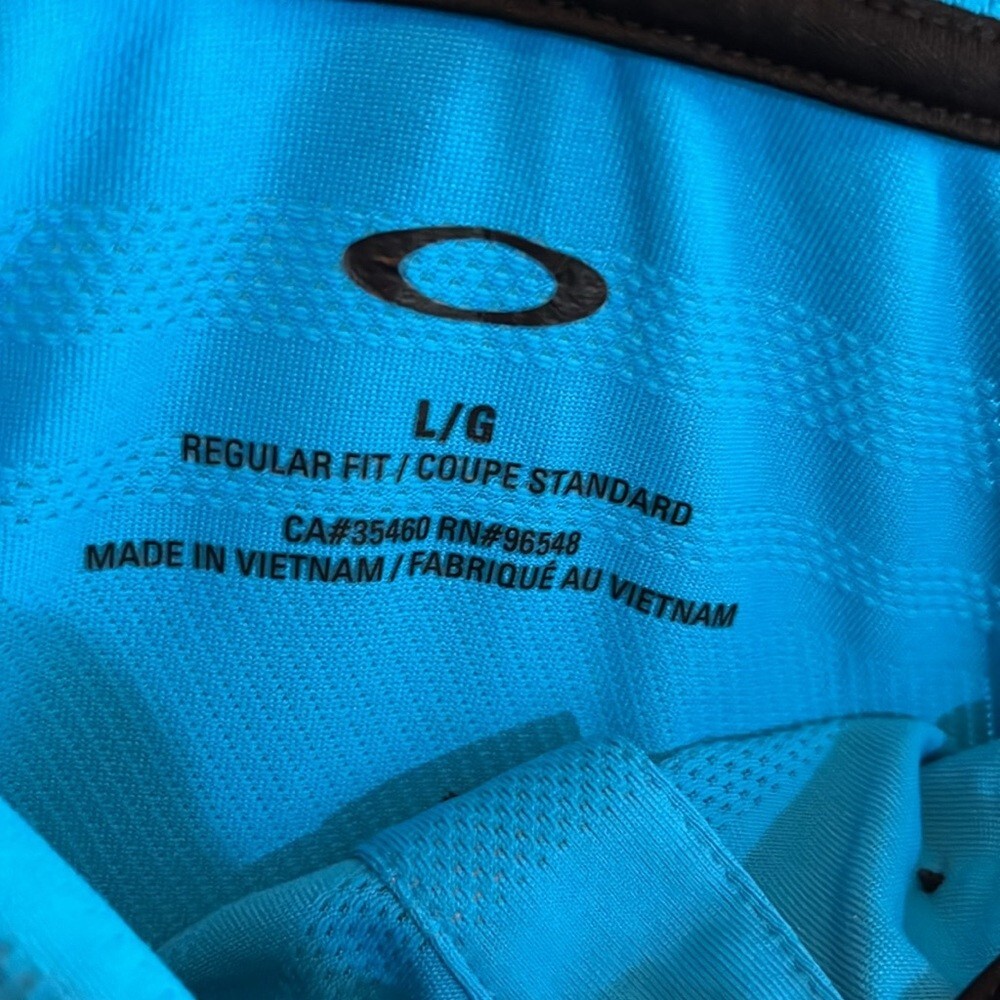 L/G
REGULAR FIT / COUPE STANDARD
CA#35460 RN#96548
MADE IN VIETNAM / FABRIQUÉ AU VIETNAM